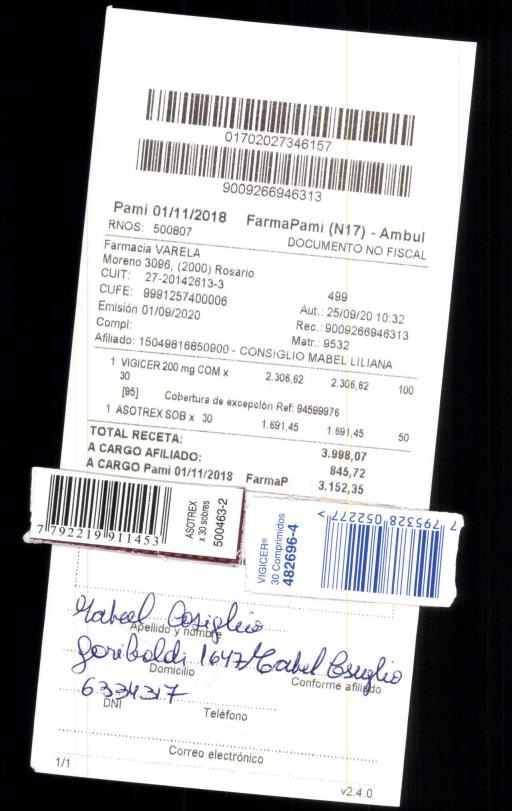 01702027346157
9009266946313
Pami 01/11/2018 FarmaPami (N17) - Ambul
RNOS: 500807 DOCUMENTO NO FISCAL
Farmacia VARELA
Moreno 3096, (2000) Rosario
CUIT: 27-20142613-3 499
CUFE: 9991257400006 Aut.: 25/09/20 10:32
Emisión 01/09/2020 Rec.: 9009266946313
Compl: Matr.: 9532
Afiliado: 15049816850900 - CONSIGLIO MABEL LILIANA
1 VIGICER 200 mg COM x 2.306,62 2.306,62 100
30
[95] Cobertura de excepción Ref: 94599976
1 ASOTREX SOB x 30 1.691,45 1.691,45 50
TOTAL RECETA: 3.998,07
A CARGO AFILIADO: 845,72
A CARGO Pami 01/11/2018 FarmaP 3.152,35
7 792219 911453
ASOTREX
x 30 sobres
500463-2
VIGICER®
30 Comprimidos
482696-4
7 795328 052277 >
Apellido y nombre
1647
Domicilio Conforme afiliado
6334317
DNI
Teléfono
Correo electrónico
1/1
v2.4.0